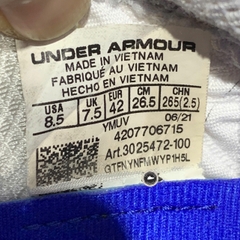 UNDER ARMOUR
MADE IN VIETNAM
FABRIQUÉ AU VIETNAM
HECHO EN VIETNAM
USA UK EUR CM CHN
8.5 7.5 42 26.5 265(2.5)
YMUV 06/21
4207706715
Art.3025472-100
GTFNYNFMWYP1H5L